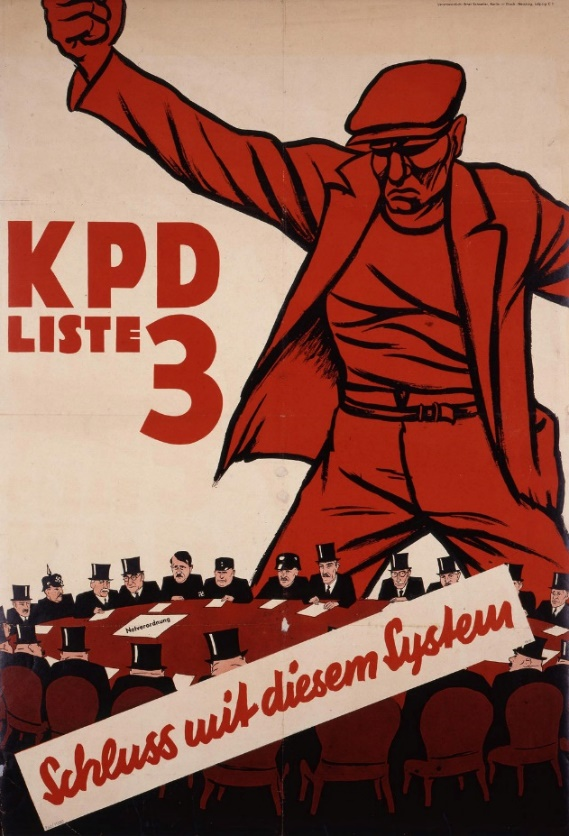 KPD
LISTE 3
Notverordnung
Schluss mit diesem System